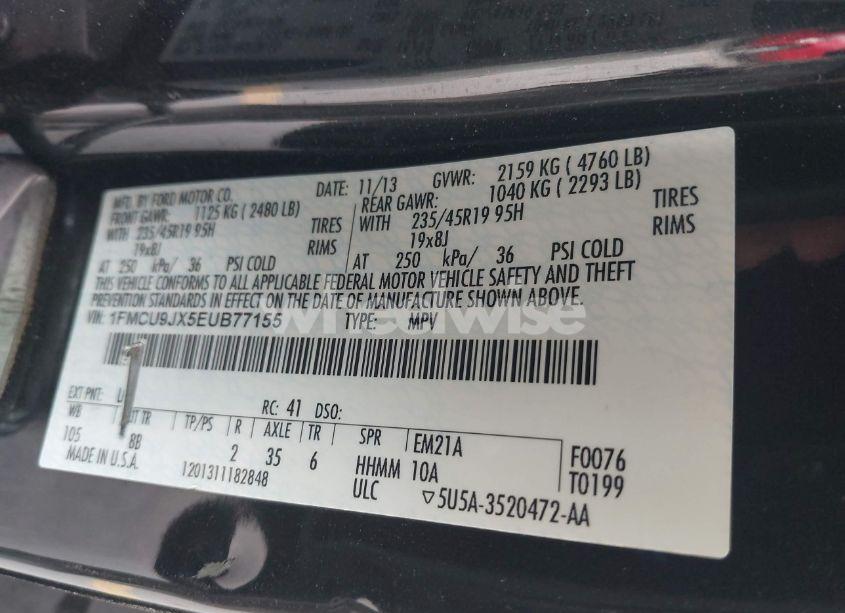 MFD. BY FORD MOTOR CO.
DATE: 11/13 GVWR: 2159 KG ( 4760 LB)
FRONT GAWR: 1125 KG ( 2480 LB)
REAR GAWR: 1040 KG ( 2293 LB)
WITH 235/45R19 95H TIRES
WITH 235/45R19 95H TIRES
19x8J RIMS
19x8J RIMS
AT 250 kPa/ 36 PSI COLD
AT 250 kPa/ 36 PSI COLD
THIS VEHICLE CONFORMS TO ALL APPLICABLE FEDERAL MOTOR VEHICLE SAFETY AND THEFT
PREVENTION STANDARDS IN EFFECT ON THE DATE OF MANUFACTURE SHOWN ABOVE.
VIN: 1FMCU9JX5EUB77155 TYPE: MPV
wheelwise
EXT PNT: RC: 41 DSO:
WB TR TP/PS R AXLE TR SPR EM21A F0076
105 8B 2 35 6 HHMM 10A T0199
MADE IN U.S.A. 1201311182848 ULC ▽5U5A-3520472-AA